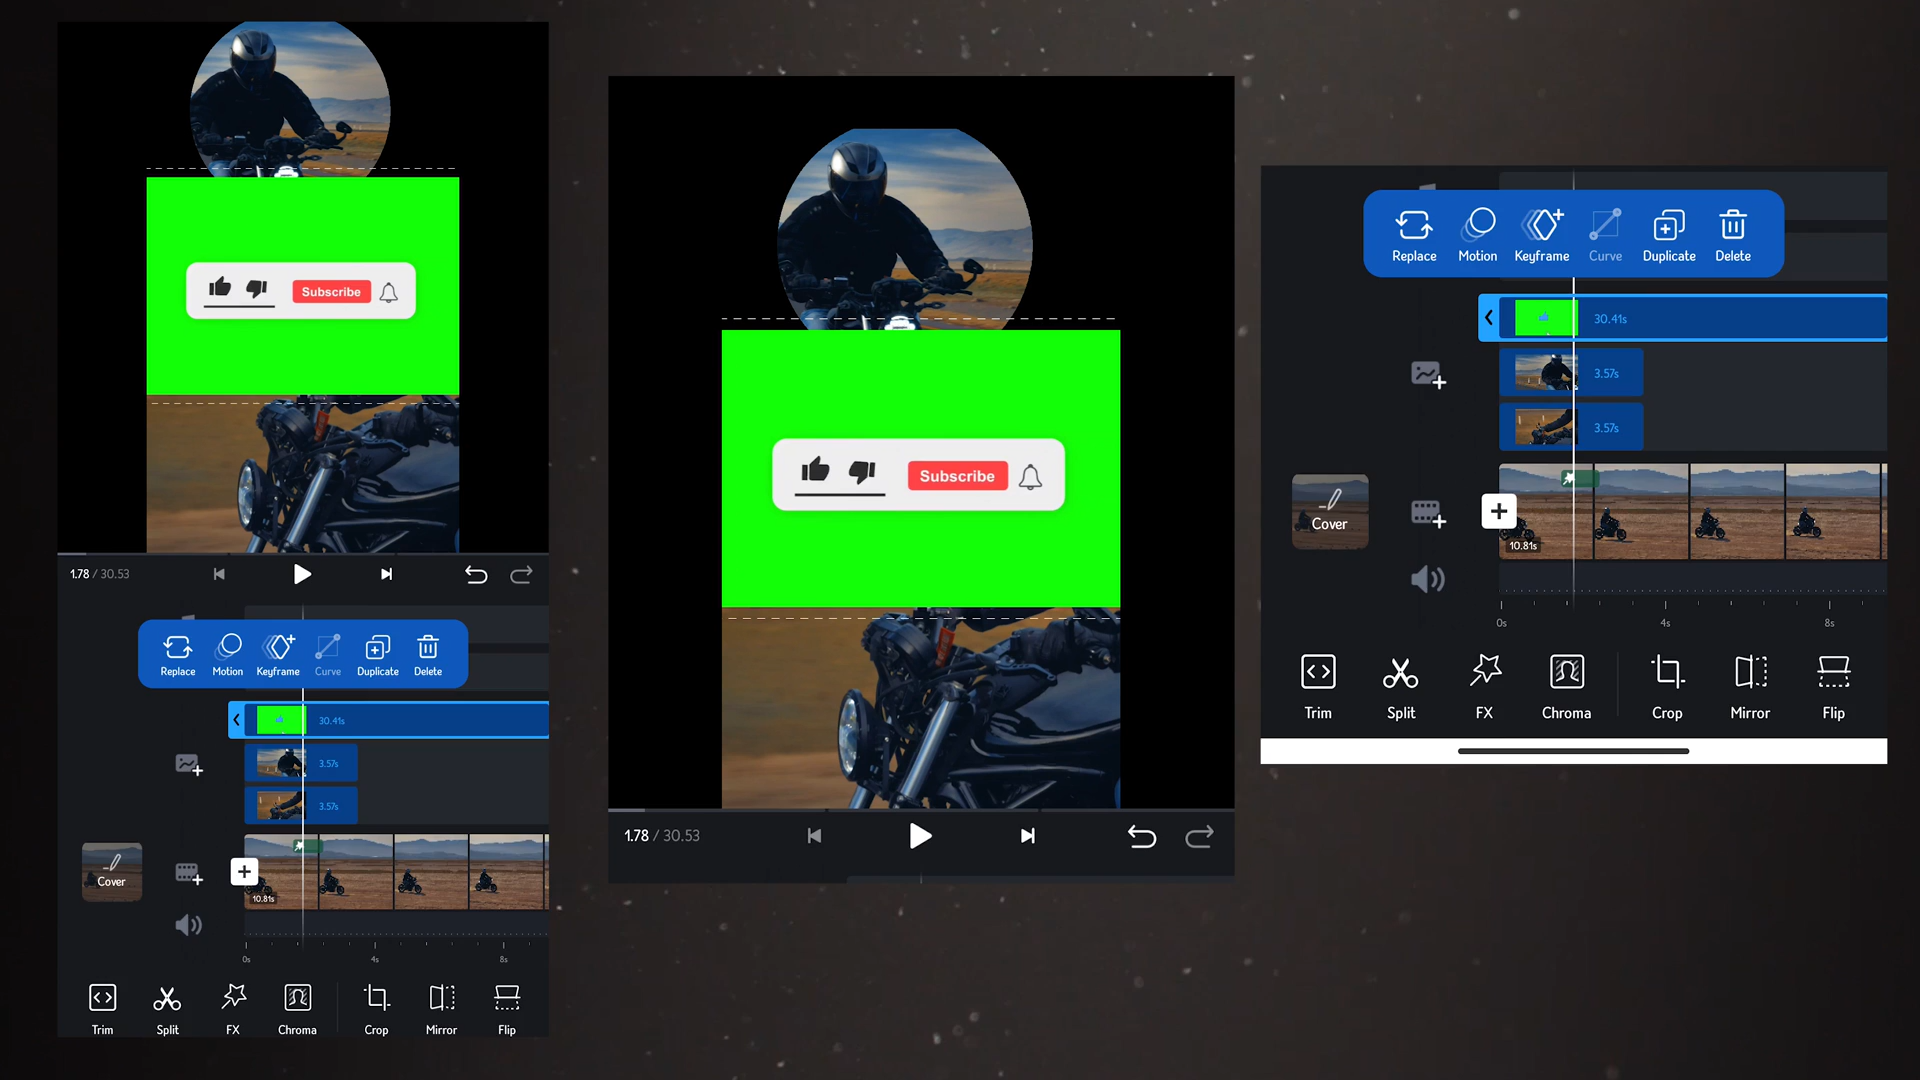 Subscribe
1.78 / 30.53
Replace Motion Keyframe Curve Duplicate Delete
30.41s
3.57s
3.57s
Cover
10.81s
0s 4s 8s
Trim Split FX Chroma Crop Mirror Flip
Subscribe
1.78 / 30.53
Replace Motion Keyframe Curve Duplicate Delete
30.41s
3.57s
3.57s
Cover
10.81s
0s 4s 8s
Trim Split FX Chroma Crop Mirror Flip